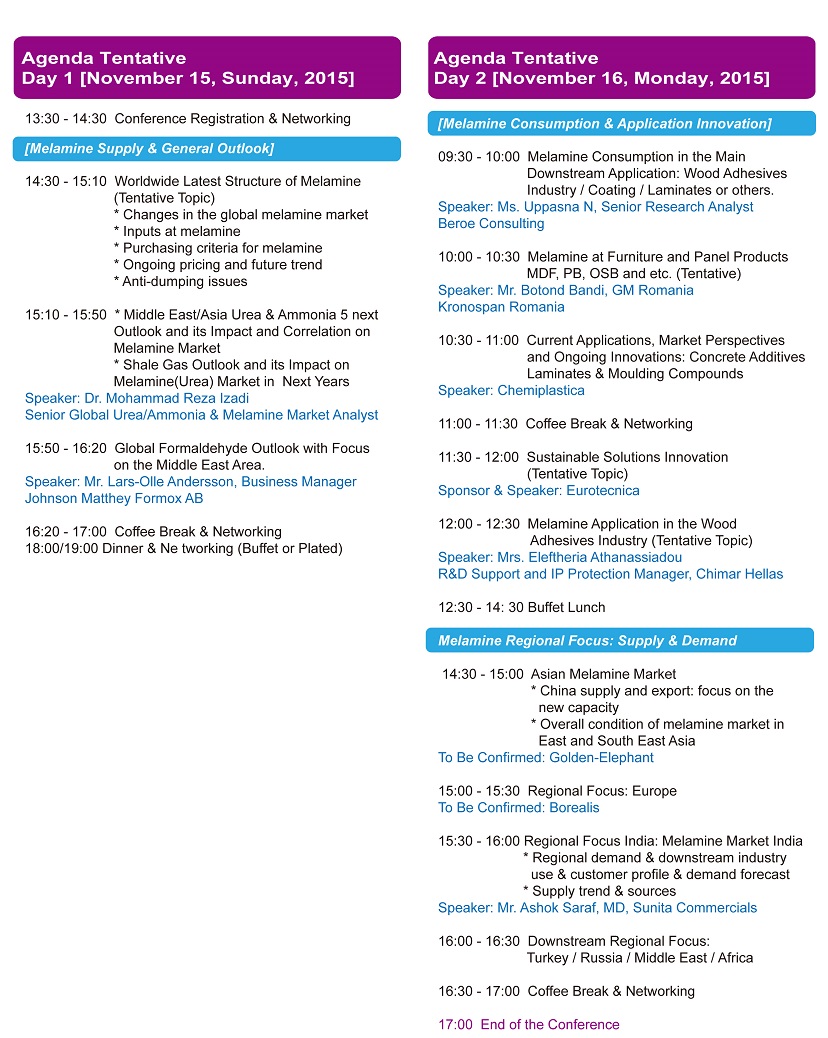 Agenda Tentative
Day 1 [November 15, Sunday, 2015]
13:30 - 14:30 Conference Registration & Networking
[Melamine Supply & General Outlook]
14:30 - 15:10 Worldwide Latest Structure of Melamine
(Tentative Topic)
* Changes in the global melamine market
* Inputs at melamine
* Purchasing criteria for melamine
* Ongoing pricing and future trend
* Anti-dumping issues
15:10 - 15:50 * Middle East/Asia Urea & Ammonia 5 next
Outlook and its Impact and Correlation on
Melamine Market
* Shale Gas Outlook and its Impact on
Melamine(Urea) Market in Next Years
Speaker: Dr. Mohammad Reza Izadi
Senior Global Urea/Ammonia & Melamine Market Analyst
15:50 - 16:20 Global Formaldehyde Outlook with Focus
on the Middle East Area.
Speaker: Mr. Lars-Olle Andersson, Business Manager
Johnson Matthey Formox AB
16:20 - 17:00 Coffee Break & Networking
18:00/19:00 Dinner & Ne tworking (Buffet or Plated)
Agenda Tentative
Day 2 [November 16, Monday, 2015]
[Melamine Consumption & Application Innovation]
09:30 - 10:00 Melamine Consumption in the Main
Downstream Application: Wood Adhesives
Industry / Coating / Laminates or others.
Speaker: Ms. Uppasna N, Senior Research Analyst
Beroe Consulting
10:00 - 10:30 Melamine at Furniture and Panel Products
MDF, PB, OSB and etc. (Tentative)
Speaker: Mr. Botond Bandi, GM Romania
Kronospan Romania
10:30 - 11:00 Current Applications, Market Perspectives
and Ongoing Innovations: Concrete Additives
Laminates & Moulding Compounds
Speaker: Chemiplastica
11:00 - 11:30 Coffee Break & Networking
11:30 - 12:00 Sustainable Solutions Innovation
(Tentative Topic)
Sponsor & Speaker: Eurotecnica
12:00 - 12:30 Melamine Application in the Wood
Adhesives Industry (Tentative Topic)
Speaker: Mrs. Eleftheria Athanassiadou
R&D Support and IP Protection Manager, Chimar Hellas
12:30 - 14: 30 Buffet Lunch
Melamine Regional Focus: Supply & Demand
14:30 - 15:00 Asian Melamine Market
* China supply and export: focus on the
new capacity
* Overall condition of melamine market in
East and South East Asia
To Be Confirmed: Golden-Elephant
15:00 - 15:30 Regional Focus: Europe
To Be Confirmed: Borealis
15:30 - 16:00 Regional Focus India: Melamine Market India
* Regional demand & downstream industry
use & customer profile & demand forecast
* Supply trend & sources
Speaker: Mr. Ashok Saraf, MD, Sunita Commercials
16:00 - 16:30 Downstream Regional Focus:
Turkey / Russia / Middle East / Africa
16:30 - 17:00 Coffee Break & Networking
17:00 End of the Conference